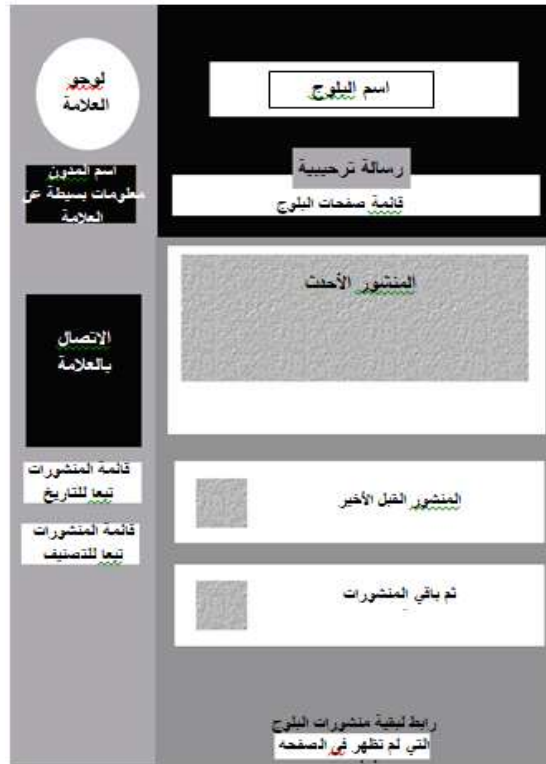 لوجو
العلامة
اسم البلوج
رسالة ترحيبية
قائمة صفحات البلوج
اسم المدون
معلومات بسيطة عن
العلامة
المنشور الأحدث
الاتصال
بالعلامة
قائمة المنشورات
تبعا للتاريخ
قائمة المنشورات
تبعا للتصنيف
المنشور القبل الأخير
ثم باقي المنشورات
رابط لبقية منشورات البلوج
التي لم تظهر في الصفحه